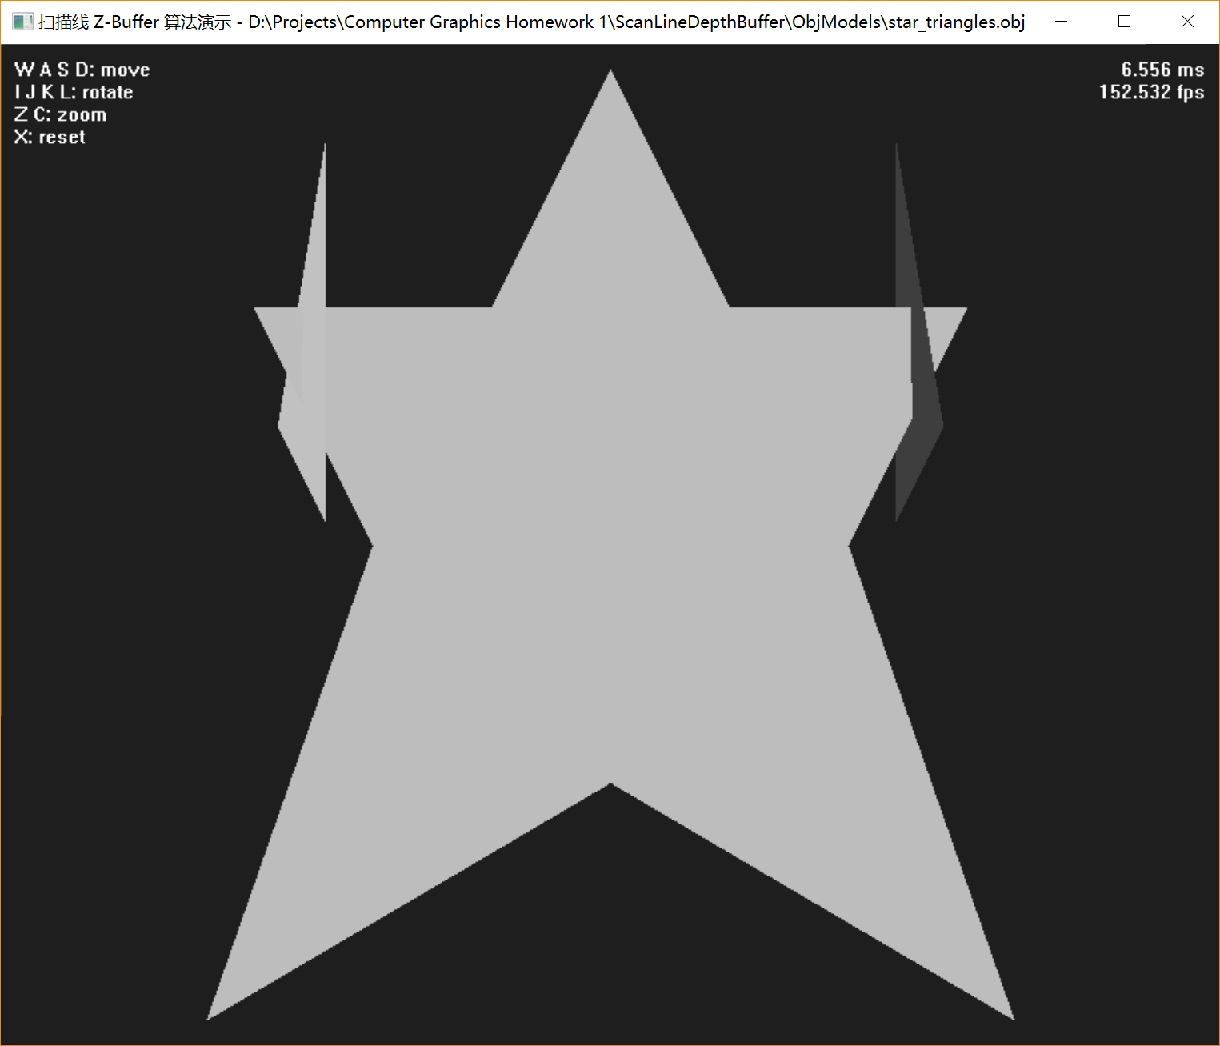 扫描线 Z-Buffer 算法演示 - D:\Projects\Computer Graphics Homework 1\ScanLineDepthBuffer\ObjModels\star_triangles.obj
W A S D: move
I J K L: rotate
Z C: zoom
X: reset
6.556 ms
152.532 fps